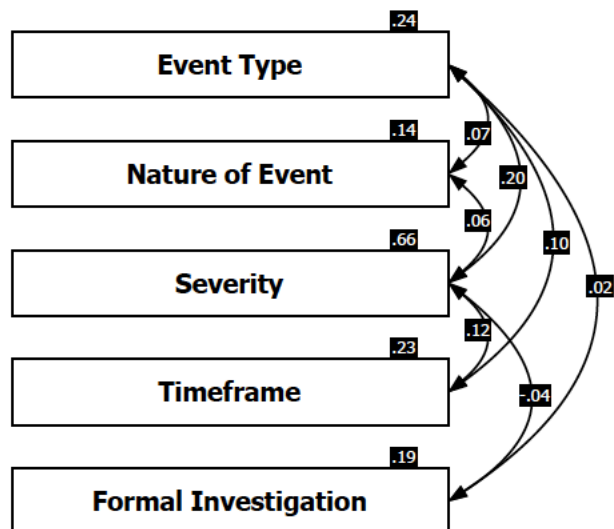 .24
Event Type
.14
.07
Nature of Event
.20
.06
.66
.10
Severity
.02
.12
.23
Timeframe
-.04
.19
Formal Investigation